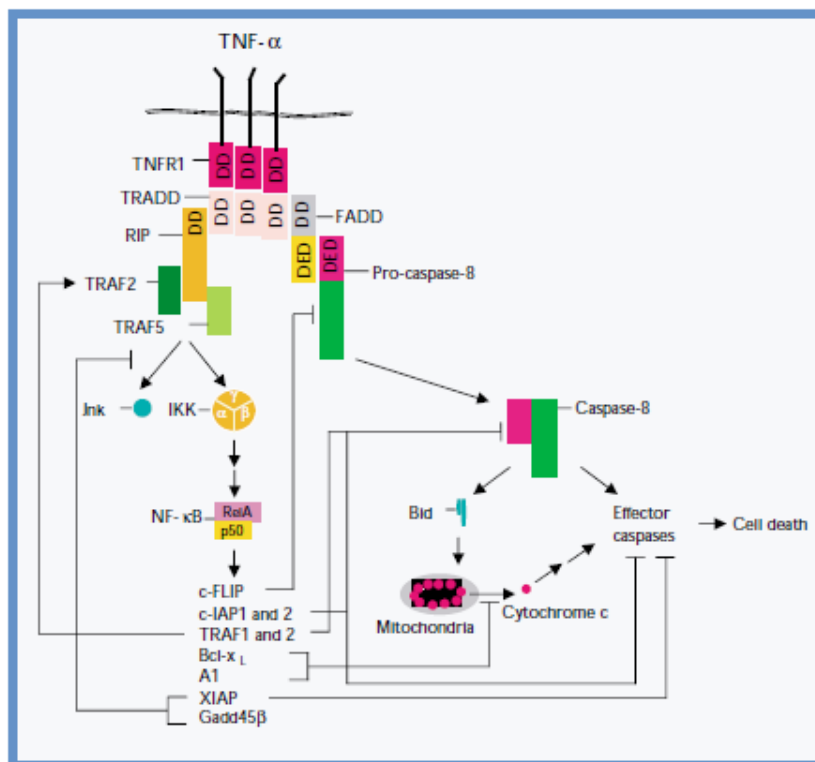 TNF- α
TNFR1
DD DD DD
TRADD
DD DD DD DD DD
FADD
RIP
DED DED
Pro-caspase-8
TRAF2
TRAF5
Jnk
IKK
γ
α β
Caspase-8
NF- κB
RelA
p50
Bid
Effector
caspases
Cell death
c-FLIP
c-IAP1 and 2
TRAF1 and 2
Bcl-x L
A1
XIAP
Gadd45β
Mitochondria
Cytochrome c